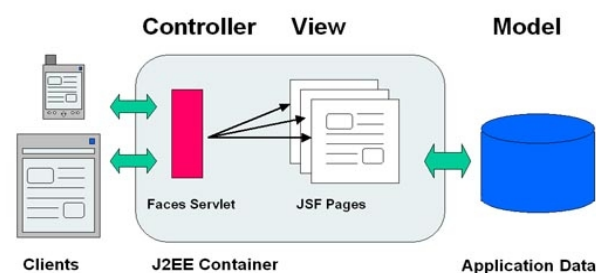 Controller View Model
Faces Servlet JSF Pages
Clients J2EE Container Application Data